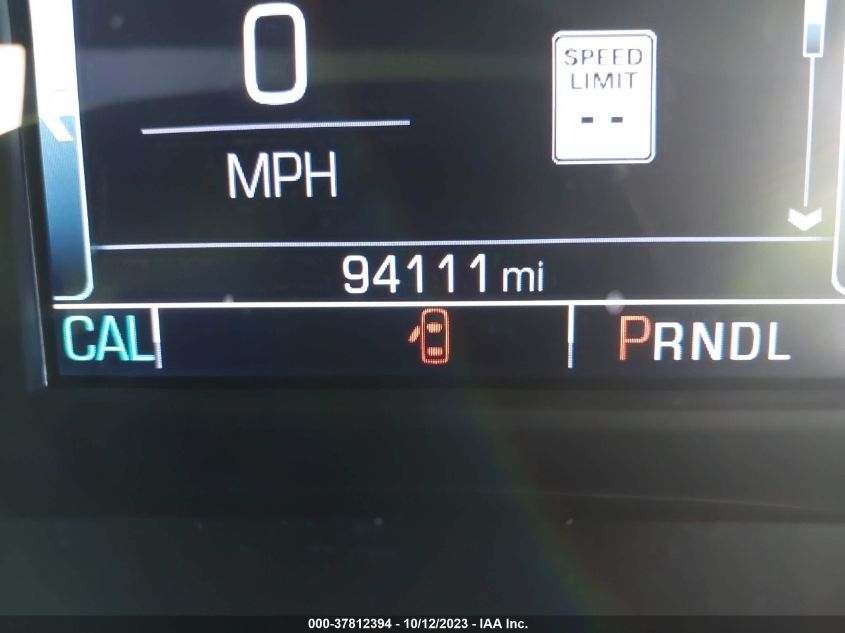 0
SPEED
LIMIT
--
MPH
94111 mi
CAL
PRNDL
000-37812394 - 10/12/2023 - IAA Inc.